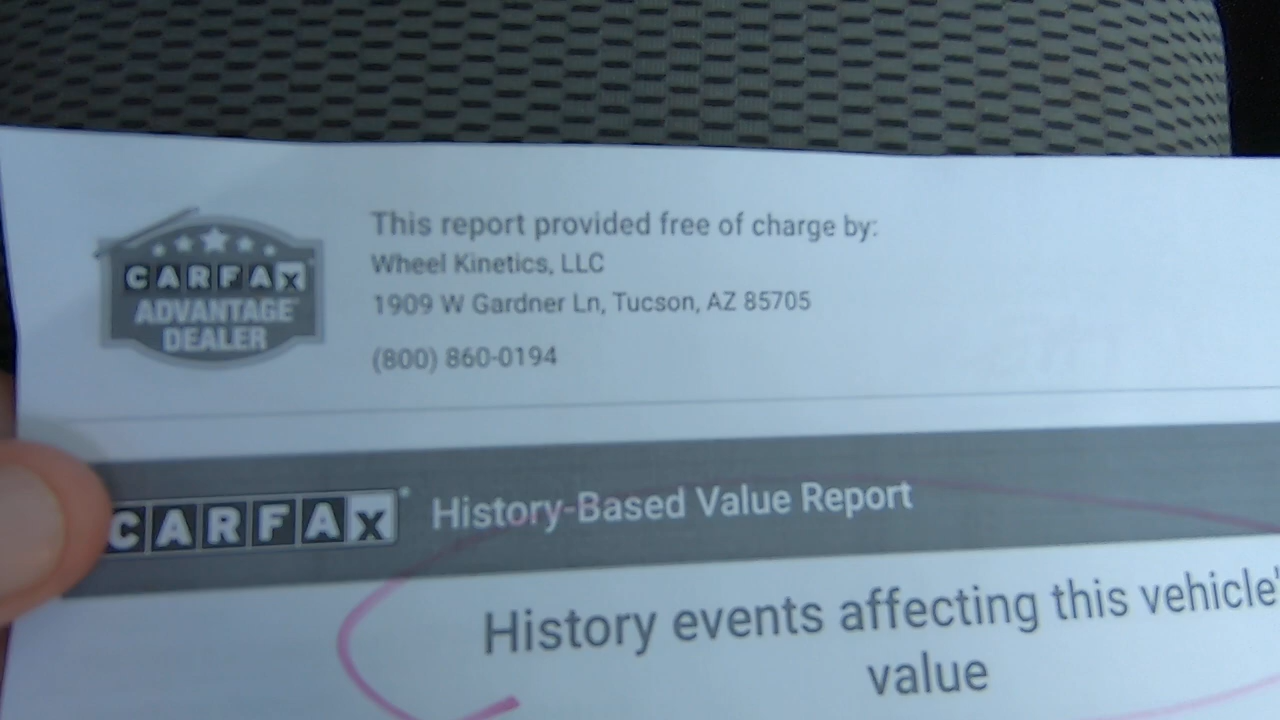 CARFAX
ADVANTAGE
DEALER
This report provided free of charge by:
Wheel Kinetics, LLC
1909 W Gardner Ln, Tucson, AZ 85705
(800) 860-0194
CARFAX® History-Based Value Report
History events affecting this vehicle'
value